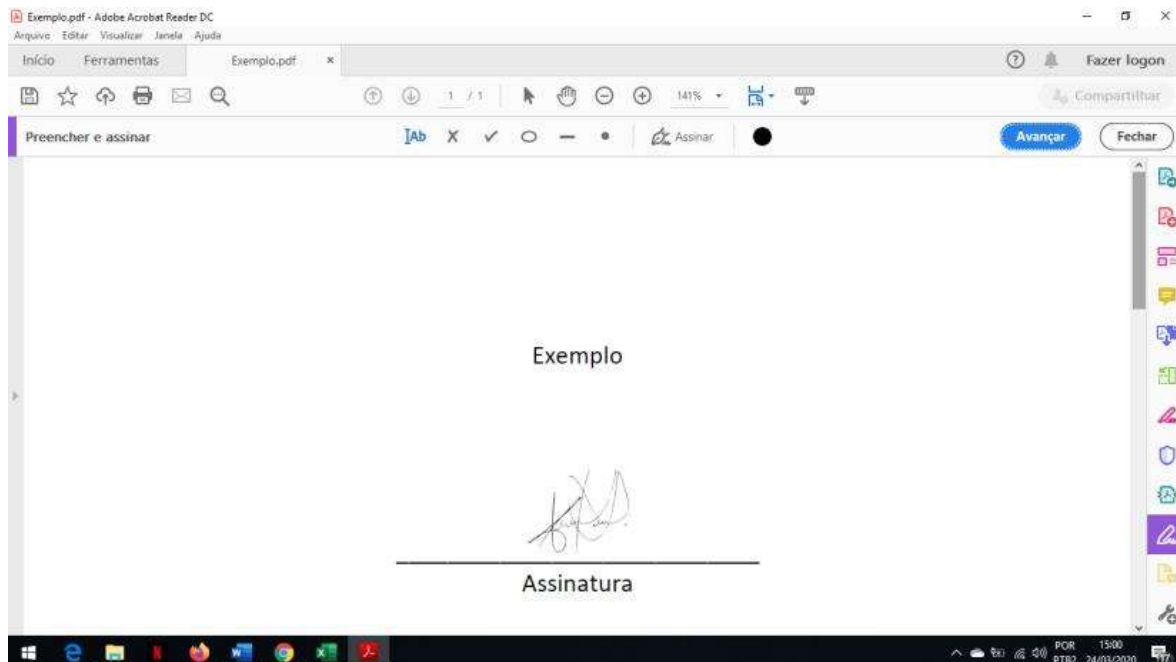 Exemplo.pdf - Adobe Acrobat Reader DC
Arquivo Editar Visualizar Janela Ajuda
Início Ferramentas Exemplo.pdf × Fazer logon
1 / 1 141% Compartilhar
Preencher e assinar Ab Assinar Avançar Fechar
Exemplo
Assinatura
POR 15:00
PTB2 24/03/2020